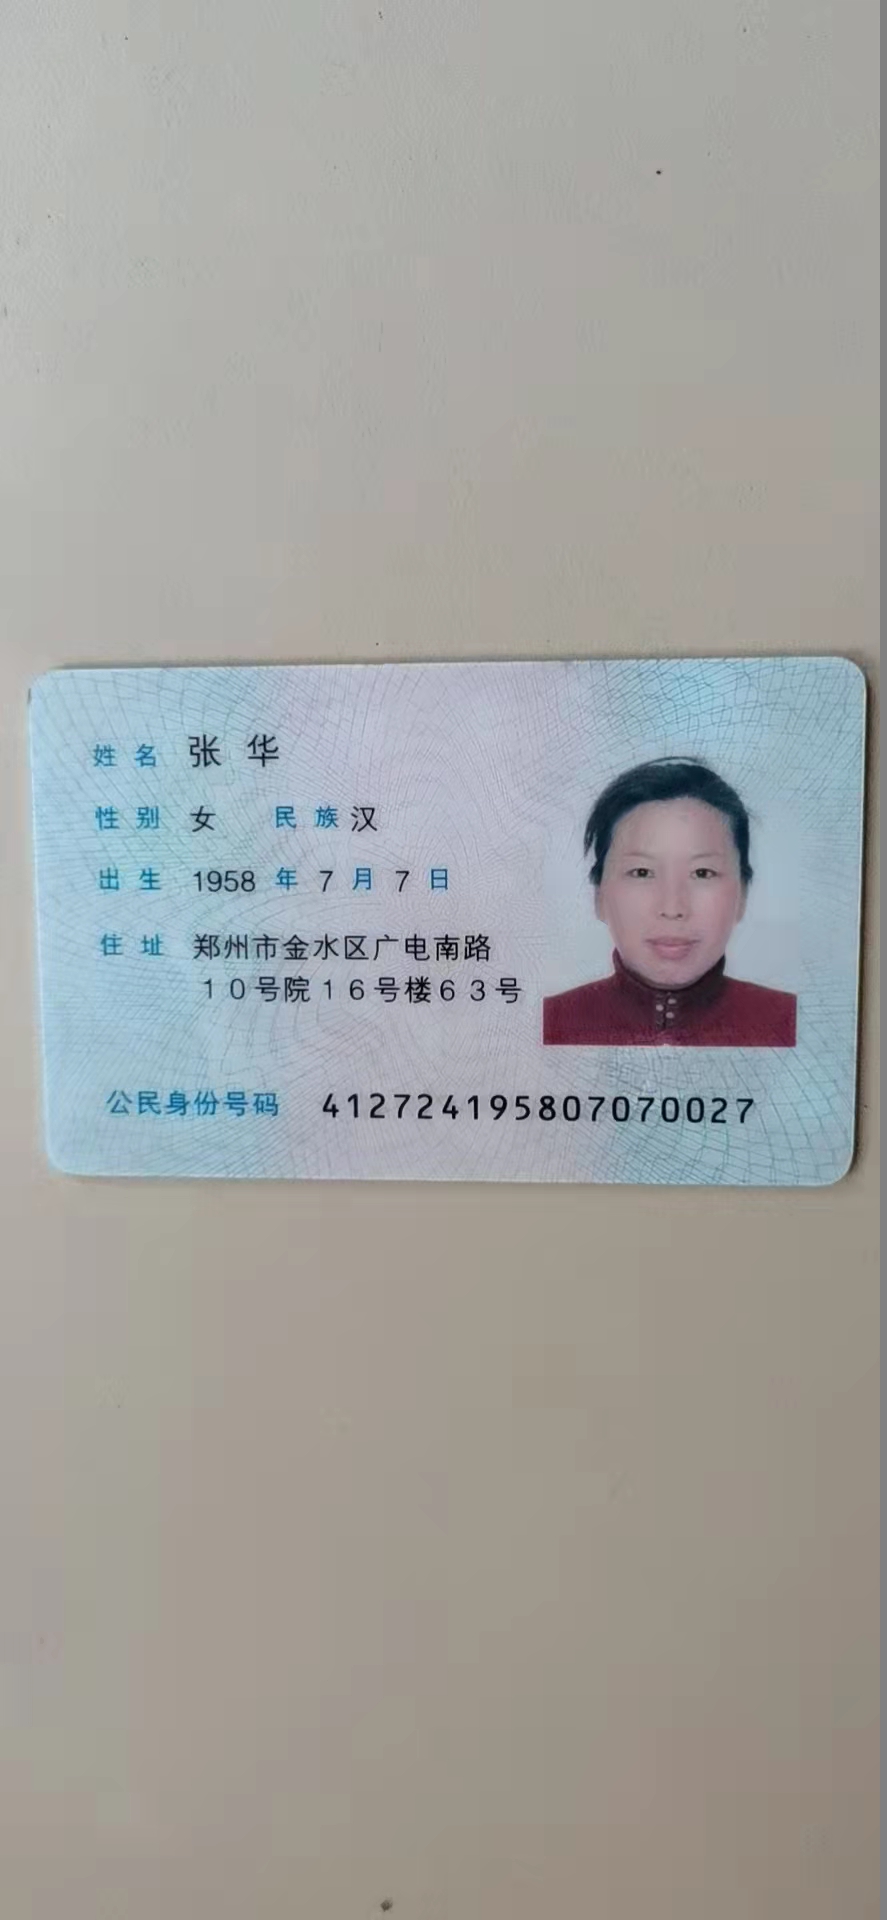 姓名 张华
性别 女 民族 汉
出生 1958 年 7 月 7 日
住址 郑州市金水区广电南路
10号院16号楼63号
公民身份号码 412724195807070027